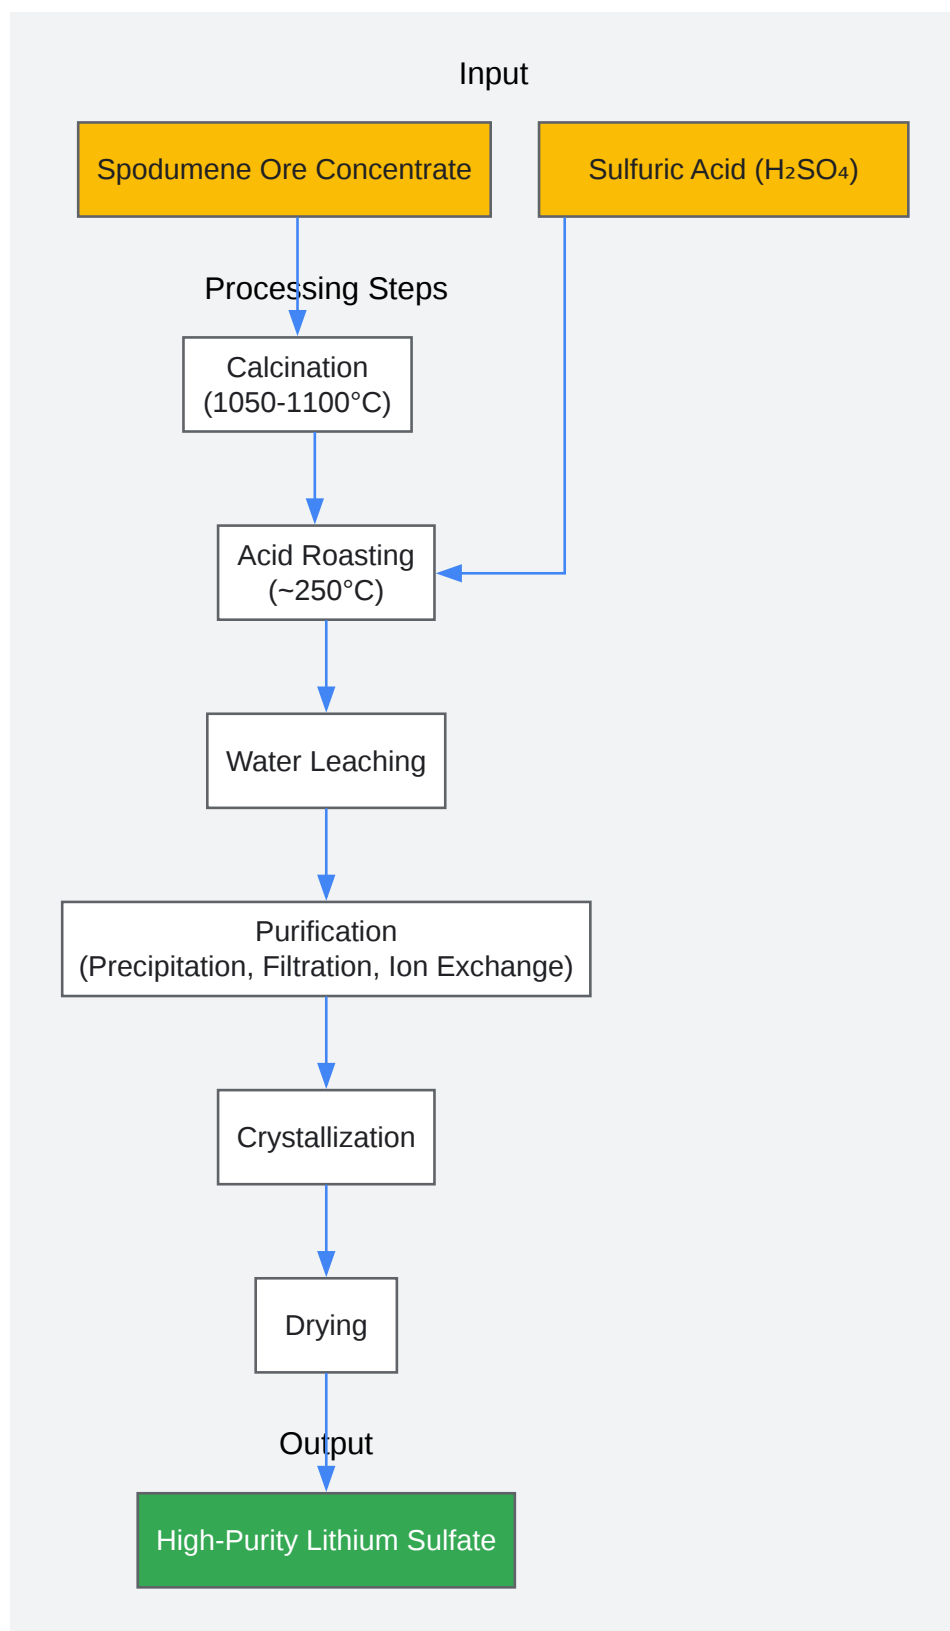 Input
Spodumene Ore Concentrate
Sulfuric Acid (H₂SO₄)
Processing Steps
Calcination
(1050-1100°C)
Acid Roasting
(~250°C)
Water Leaching
Purification
(Precipitation, Filtration, Ion Exchange)
Crystallization
Drying
Output
High-Purity Lithium Sulfate